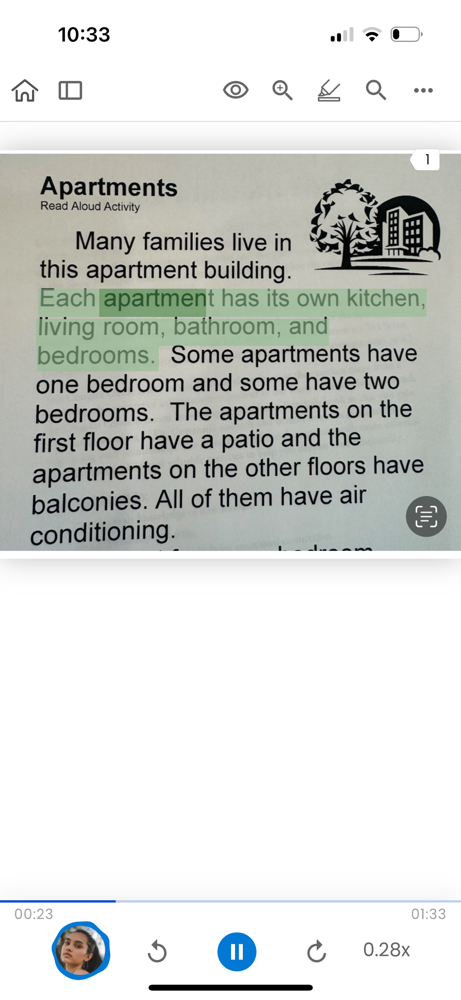 10:33
1
Apartments
Read Aloud Activity
Many families live in
this apartment building.
Each apartment has its own kitchen,
living room, bathroom, and
bedrooms. Some apartments have
one bedroom and some have two
bedrooms. The apartments on the
first floor have a patio and the
apartments on the other floors have
balconies. All of them have air
conditioning.
bedroom
00:23
01:33
0.28x